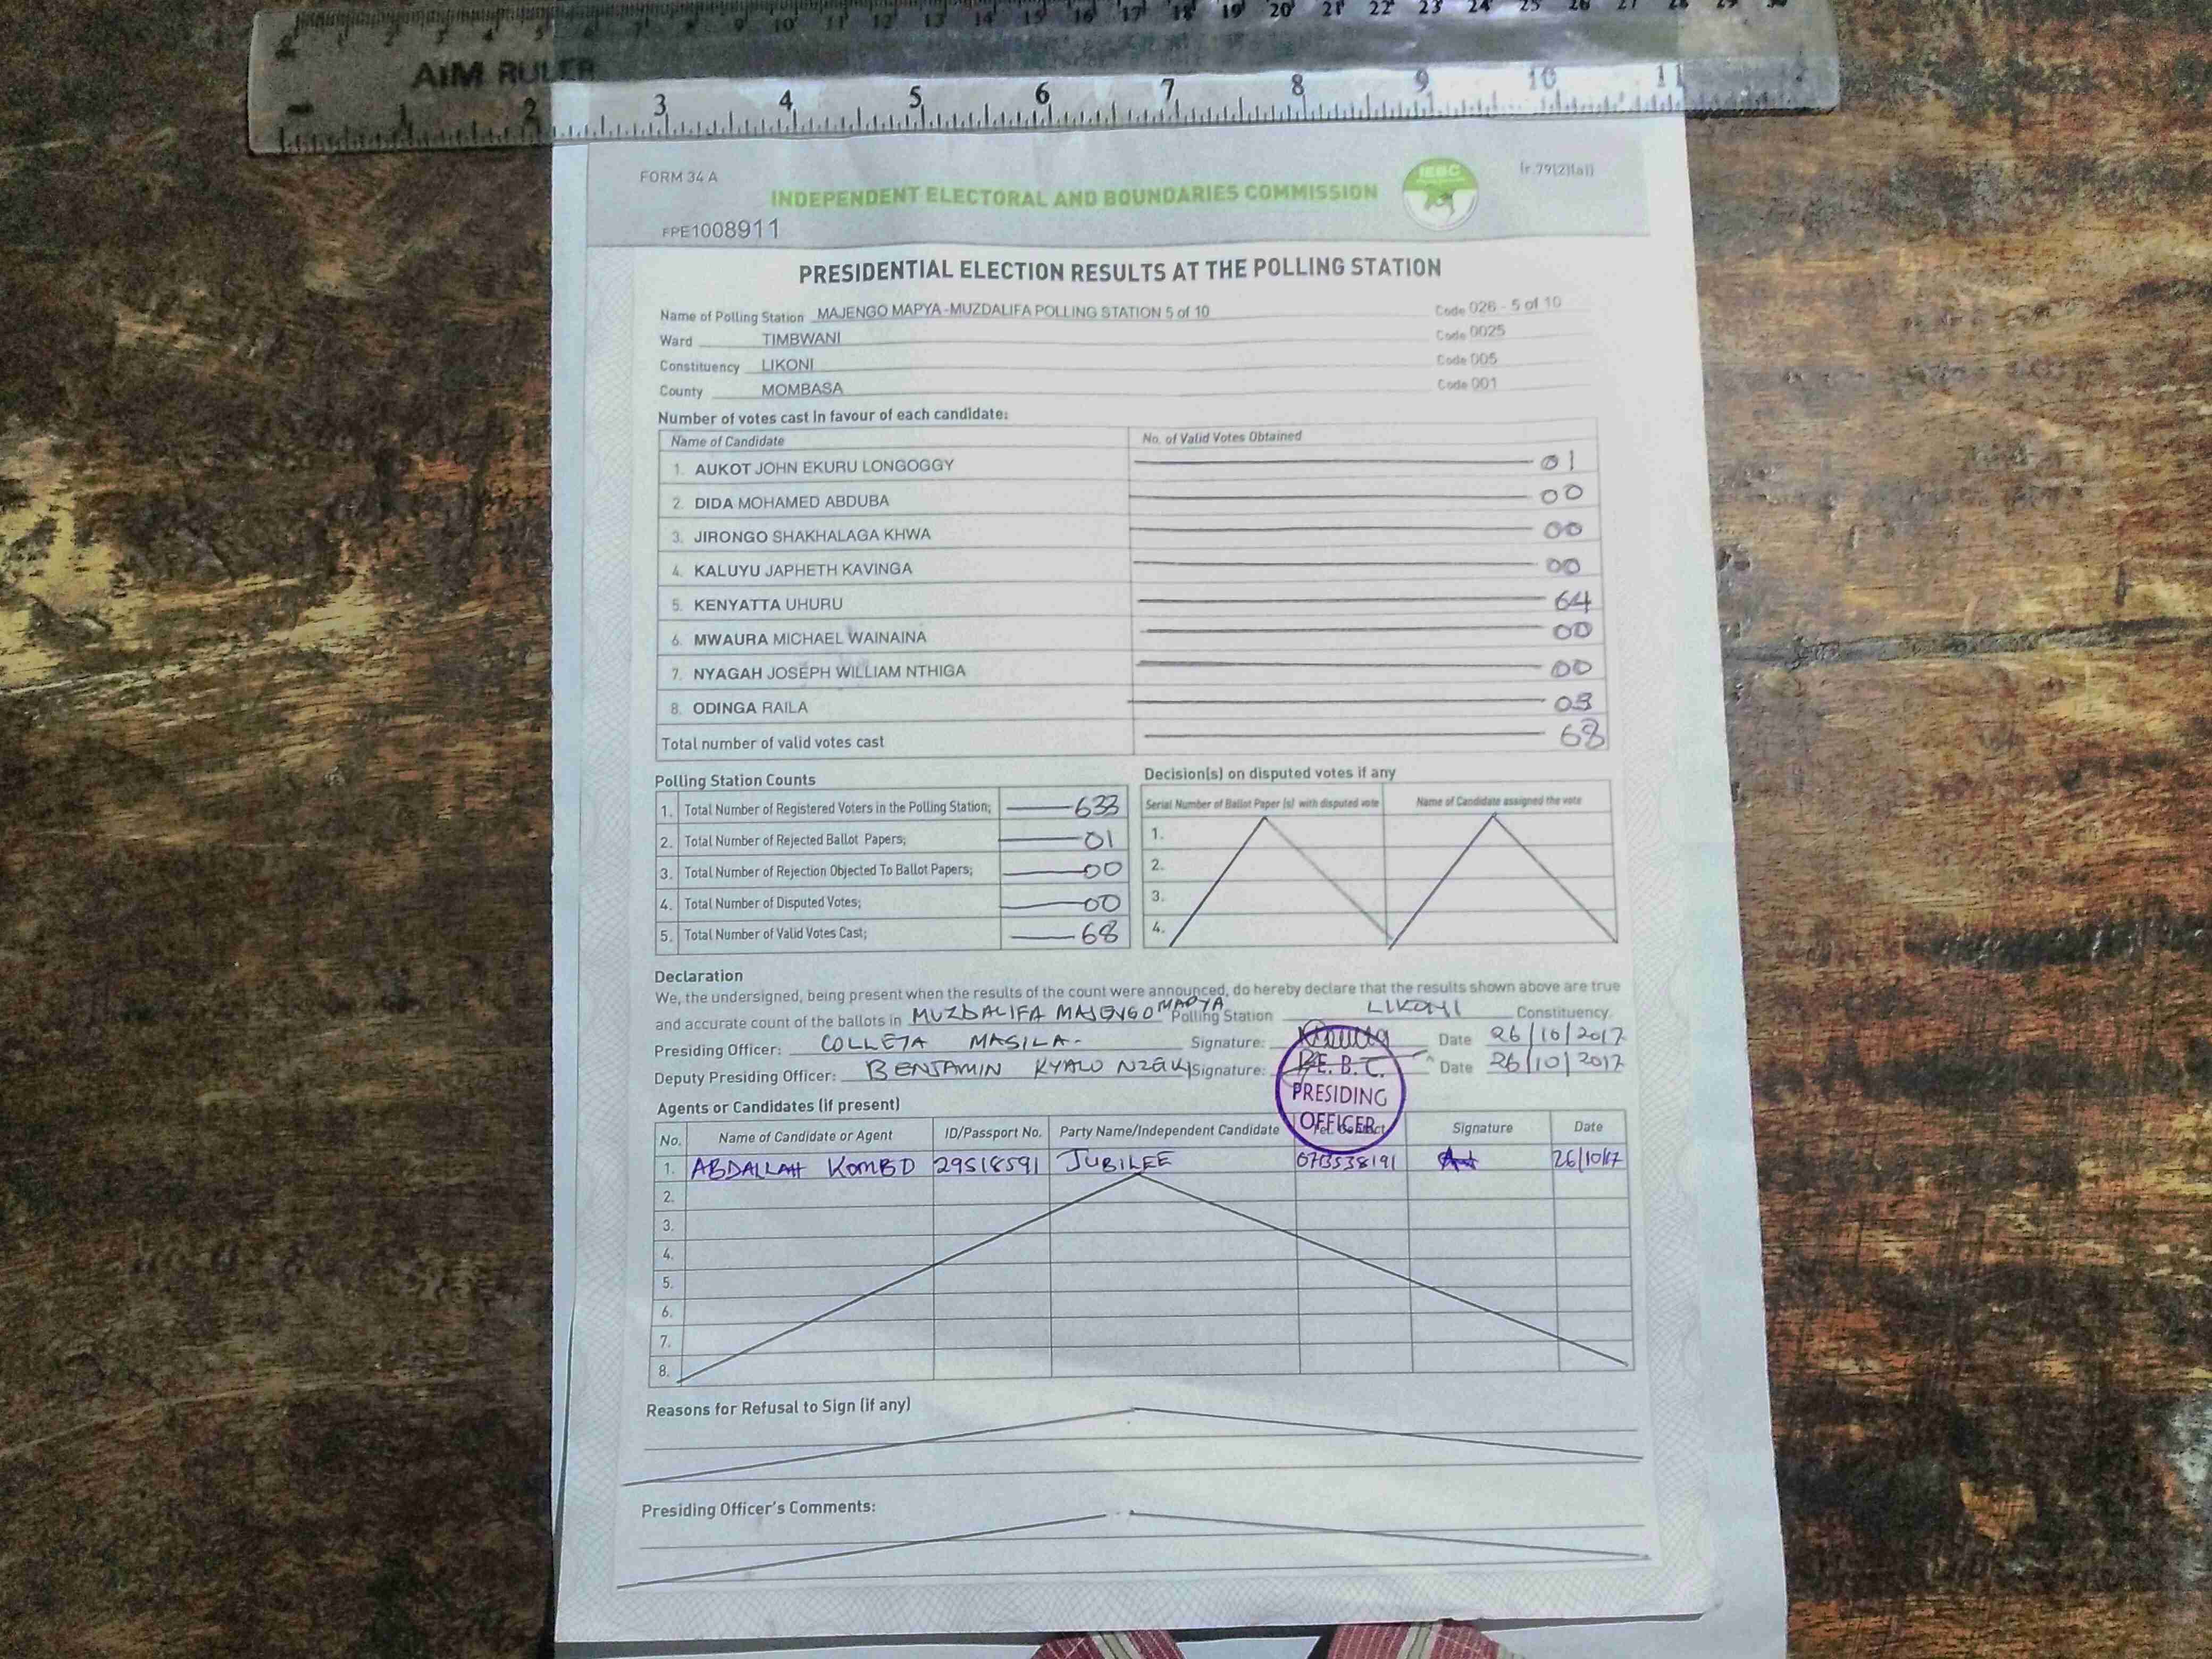 AIM RULER
3 4 5 6 7 8 9 10 11
FORM 34 A
(r.79(2)(a))
IEBC
INDEPENDENT ELECTORAL AND BOUNDARIES COMMISSION
FPE1008911
PRESIDENTIAL ELECTION RESULTS AT THE POLLING STATION
Name of Polling Station MAJENGO MAPYA-MUZDALIFA POLLING STATION 5 of 10 Code 026 - 5 of 10
Ward TIMBWANI Code 0025
Constituency LIKONI Code 005
County MOMBASA Code 001
Number of votes cast in favour of each candidate:
Name of Candidate No. of Valid Votes Obtained
1. AUKOT JOHN EKURU LONGOGGY 01
2. DIDA MOHAMED ABDUBA 00
3. JIRONGO SHAKHALAGA KHWA 00
4. KALUYU JAPHETH KAVINGA 00
5. KENYATTA UHURU 64
6. MWAURA MICHAEL WAINAINA 00
7. NYAGAH JOSEPH WILLIAM NTHIGA 00
8. ODINGA RAILA 03
Total number of valid votes cast 68
Polling Station Counts
1. Total Number of Registered Voters in the Polling Station; 633
2. Total Number of Rejected Ballot Papers; 01
3. Total Number of Rejection Objected To Ballot Papers; 00
4. Total Number of Disputed Votes; 00
5. Total Number of Valid Votes Cast; 68
Decision(s) on disputed votes if any
Serial Number of Ballot Paper (s) with disputed vote Name of Candidate assigned the vote
1.
2.
3.
4.
Declaration
We, the undersigned, being present when the results of the count were announced, do hereby declare that the results shown above are true
and accurate count of the ballots in MUZDALIFA MAJENGO MAPYA Polling Station LIKONI Constituency.
Presiding Officer: COLLETA MASILA Signature: Date 26/10/2017
Deputy Presiding Officer: BENJAMIN KYALO NZEKI Signature: Date 26/10/2017
I.E.B.C.
PRESIDING
OFFICER
Agents or Candidates (if present)
No. Name of Candidate or Agent ID/Passport No. Party Name/Independent Candidate Tel. Contact Signature Date
1. ABDALLAH KOMBO 29518591 JUBILEE 0713538191 26/10/17
2.
3.
4.
5.
6.
7.
8.
Reasons for Refusal to Sign (if any)
Presiding Officer's Comments: